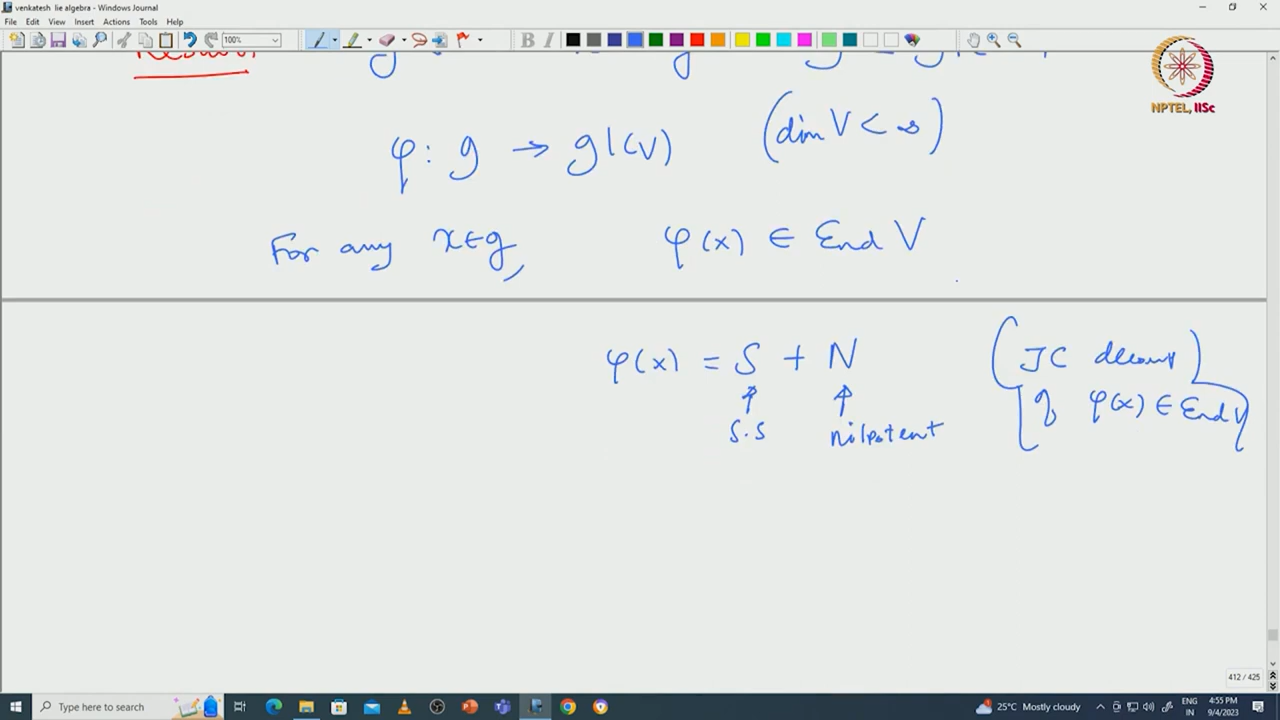 venkatesh lie algebra - Windows Journal
File Edit View Insert Actions Tools Help
100%
NPTEL, IISc
φ : g → gl(V) (dim V < ∞)
For any x∈g, φ(x) ∈ End V
φ(x) = S + N (JC decomp
S.S nilpotent of φ(x) ∈ End V)
412 / 425
Type here to search
25°C Mostly cloudy
ENG
IN
4:55 PM
9/4/2023